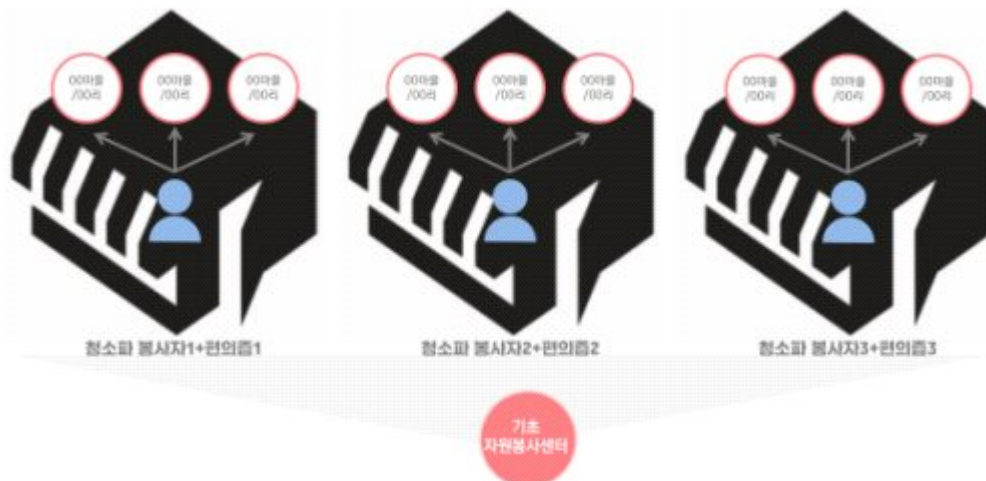 00마을
/00리
00마을
/00리
00마을
/00리
00마을
/00리
00마을
/00리
00마을
/00리
00마을
/00리
00마을
/00리
00마을
/00리
청소파 봉사자1+편의줍1
청소파 봉사자2+편의줍2
청소파 봉사자3+편의줍3
기초
자원봉사센터